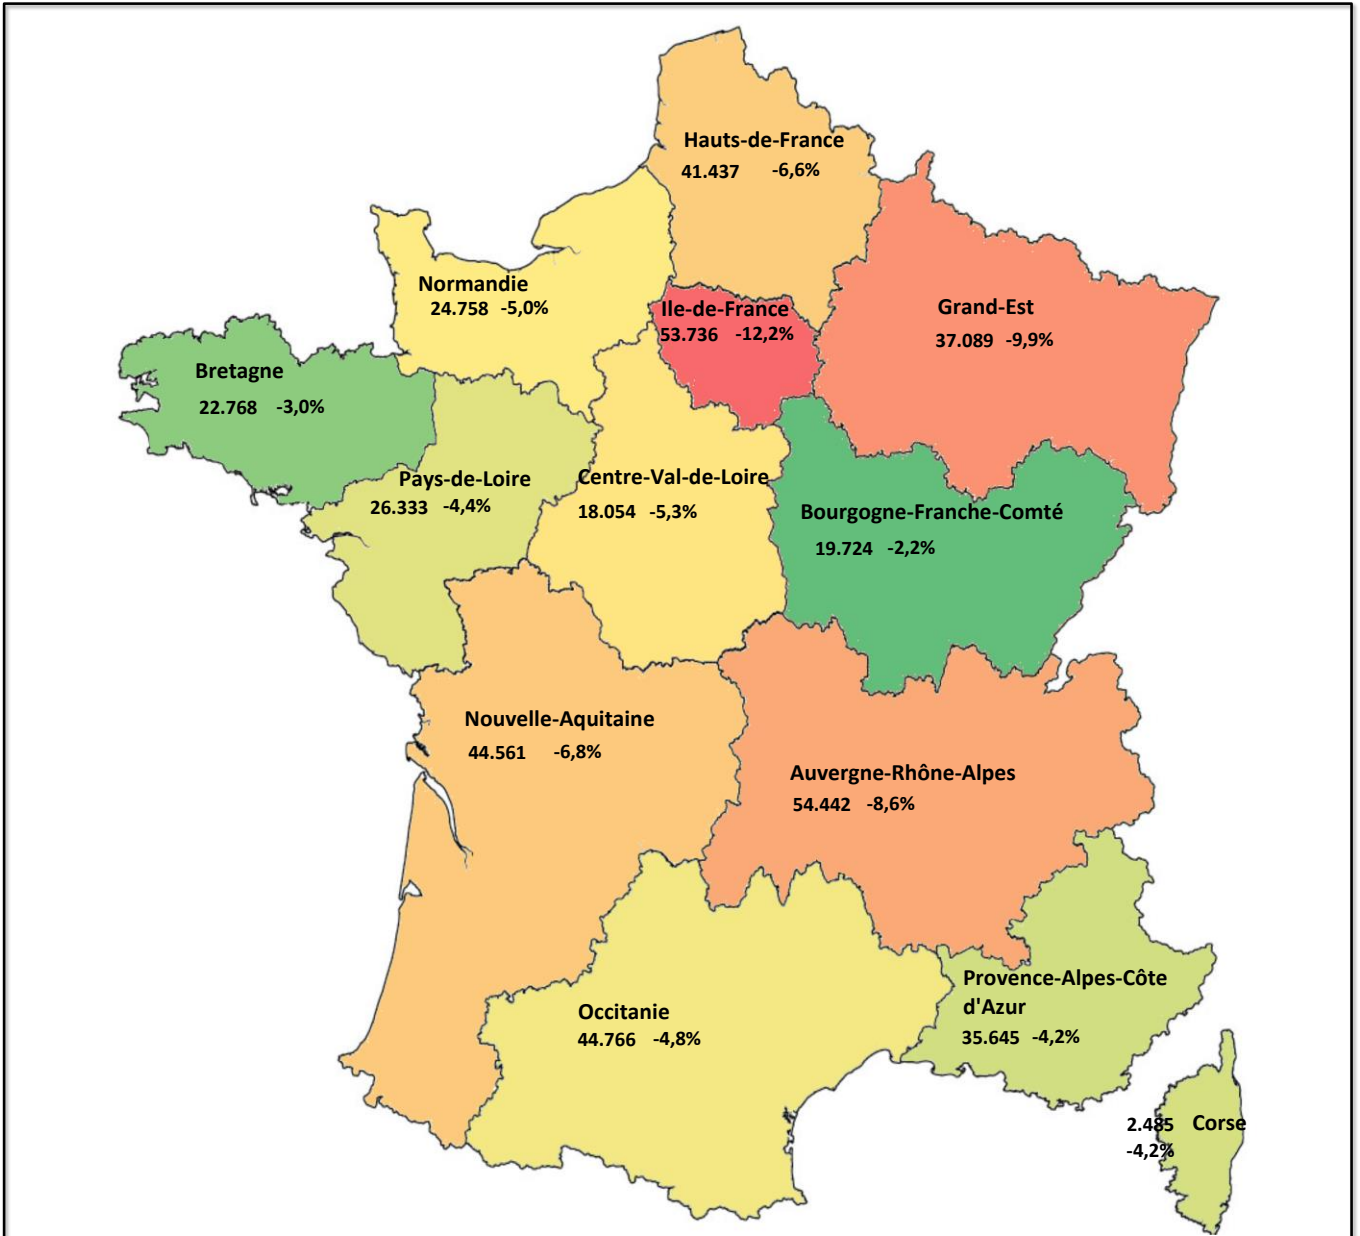 Hauts-de-France
41.437 -6,6%
Normandie
24.758 -5,0%
Ile-de-France
53.736 -12,2%
Grand-Est
37.089 -9,9%
Bretagne
22.768 -3,0%
Pays-de-Loire
26.333 -4,4%
Centre-Val-de-Loire
18.054 -5,3%
Bourgogne-Franche-Comté
19.724 -2,2%
Nouvelle-Aquitaine
44.561 -6,8%
Auvergne-Rhône-Alpes
54.442 -8,6%
Occitanie
44.766 -4,8%
Provence-Alpes-Côte
d'Azur
35.645 -4,2%
2.485 Corse
-4,2%